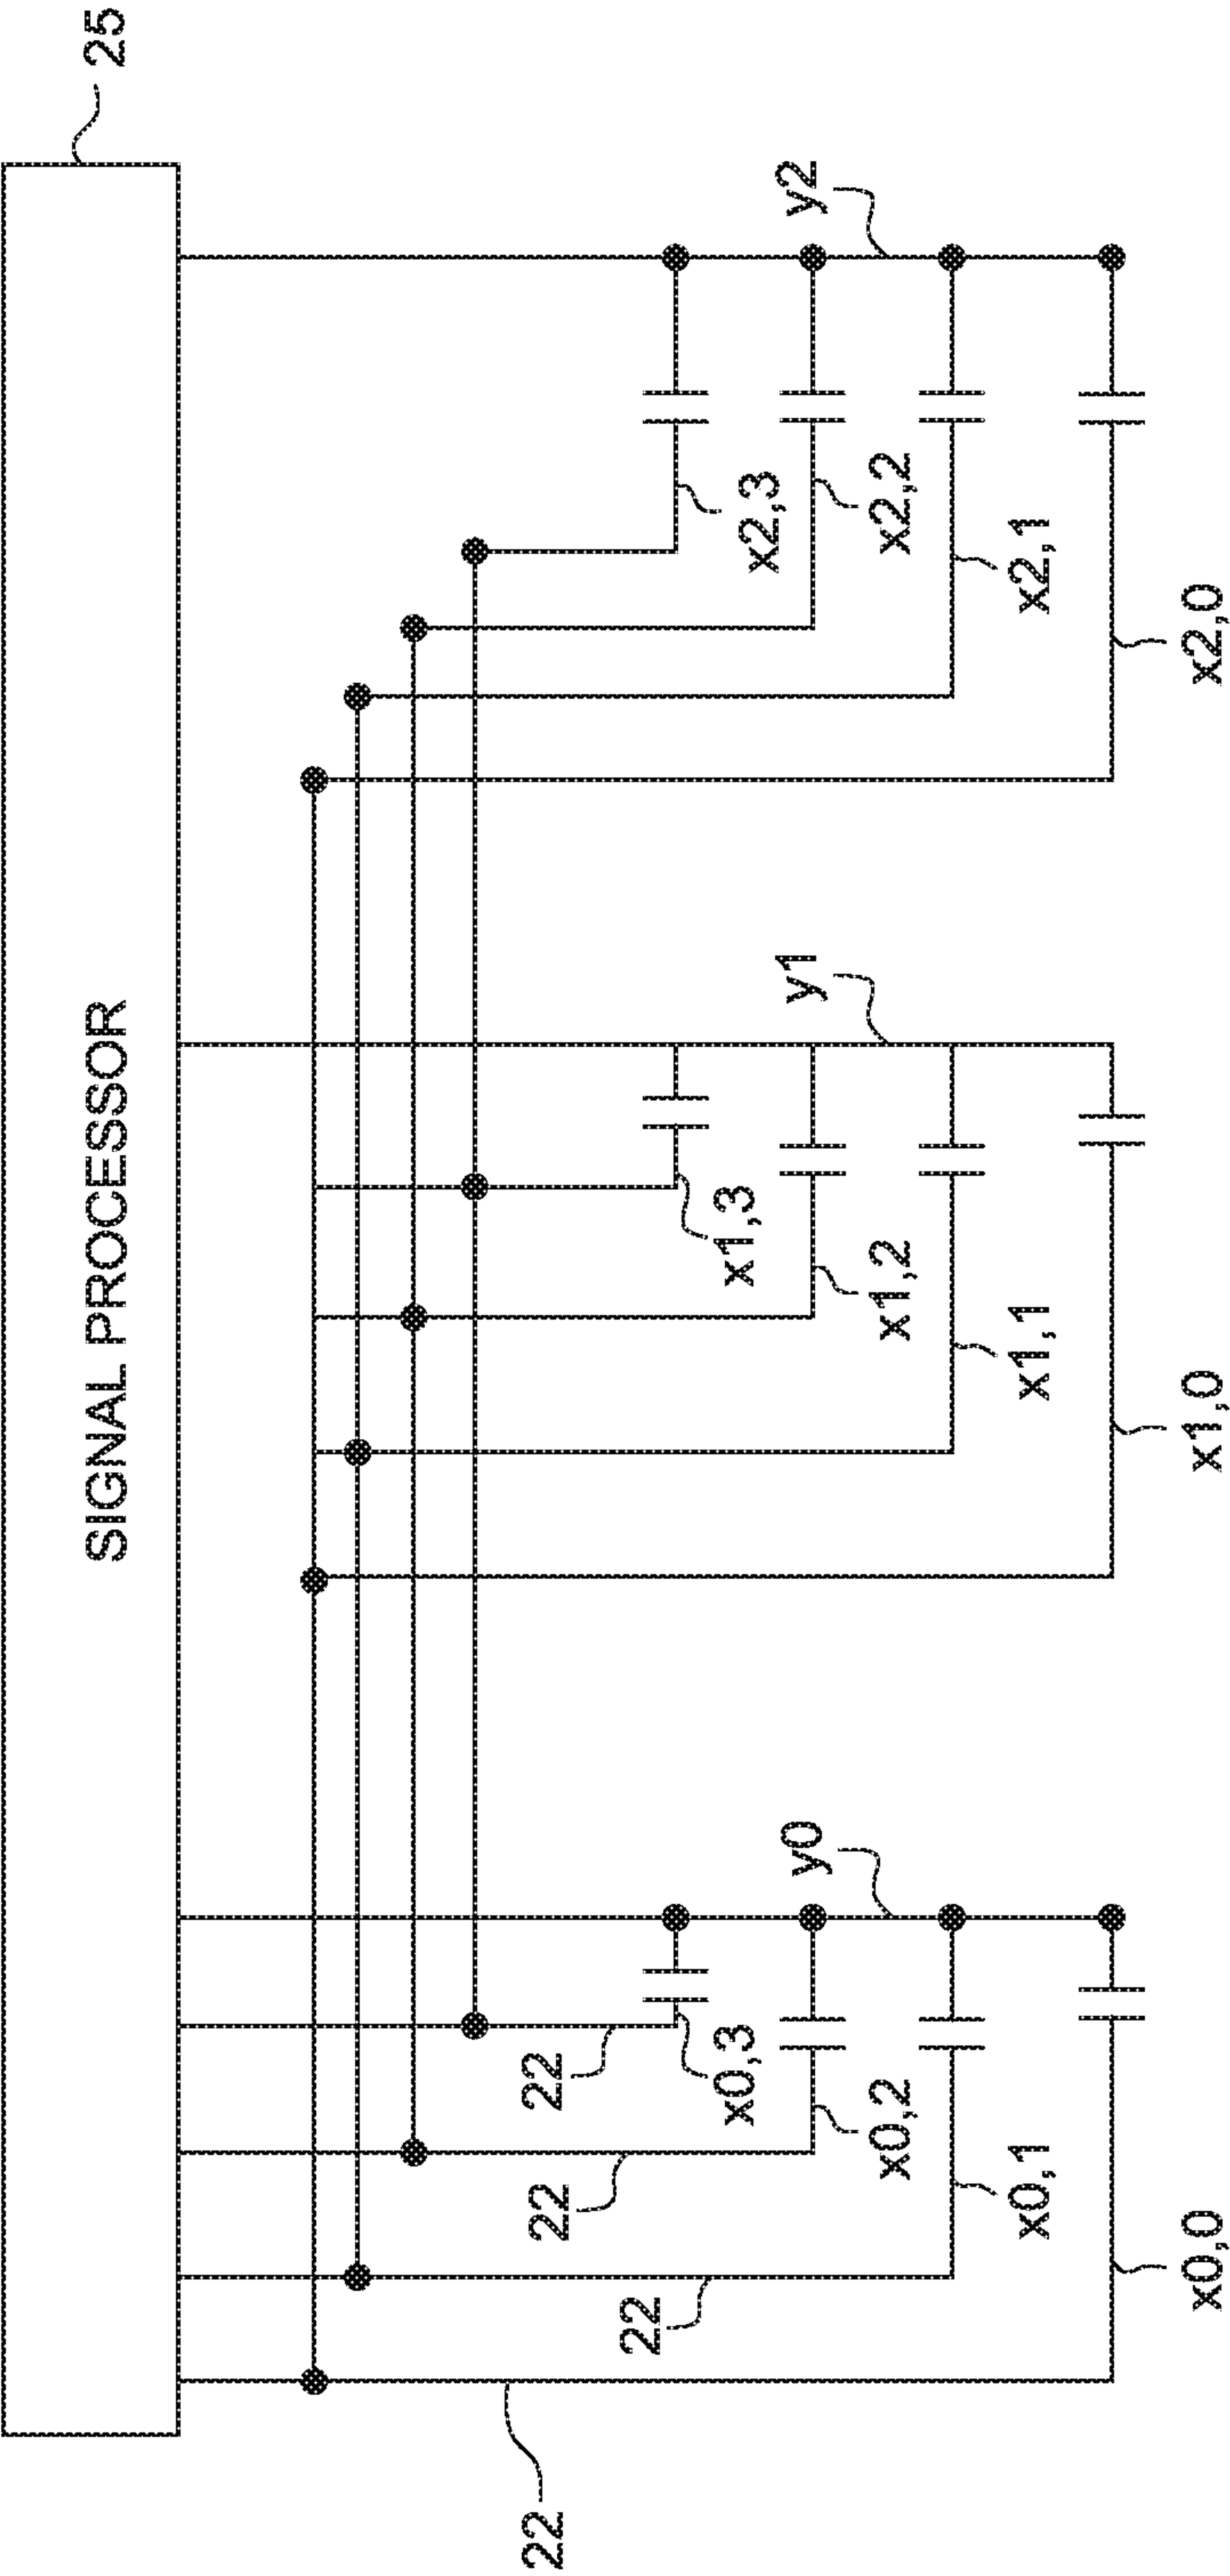 25
SIGNAL PROCESSOR
22
22
22
22
y0
y1
y2
x0,3
x1,3
x2,3
x0,2
x1,2
x2,2
x0,1
x1,1
x2,1
x0,0
x1,0
x2,0